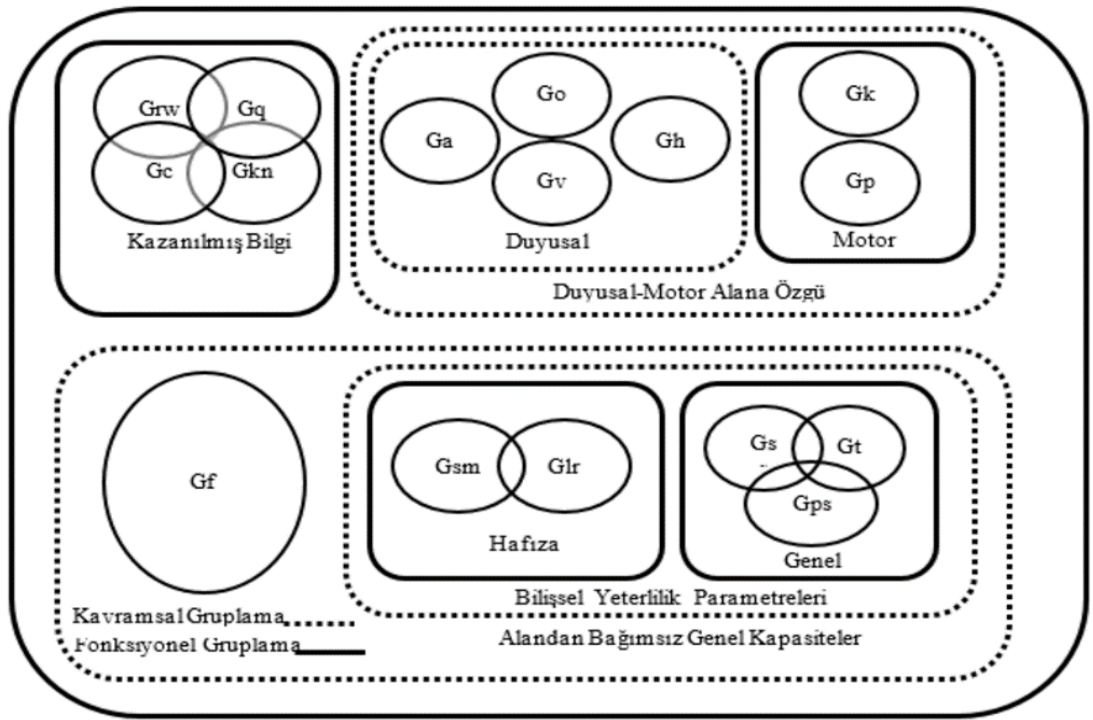 Grw
Gq
Gc
Gkn
Kazanılmış Bilgi
Go
Ga
Gh
Gv
Duyusal
Gk
Gp
Motor
Duyusal-Motor Alana Özgü
Gf
Gsm
Glr
Hafıza
Gs
Gt
Gps
Genel
Bilişsel Yeterlilik Parametreleri
Alandan Bağımsız Genel Kapasiteler
Kavramsal Gruplama
Fonksıyonel Gruplama